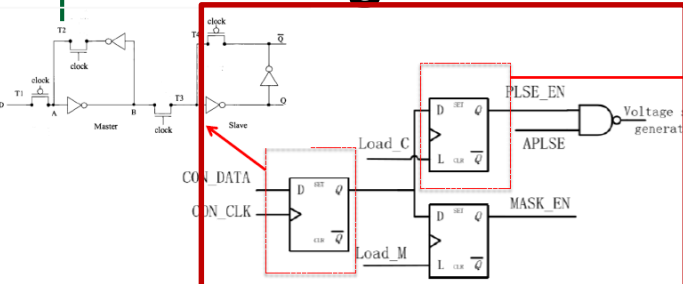 clock
T2
T4
Q
clock
clock
T1
D
A
B
T3
Q
Master
clock
Slave
PLSE_EN
D SET Q
Voltage
generat
Load_C
L CLR Q
APLSE
CON_DATA
D SET Q
CON_CLK
CLR Q
MASK_EN
D SET Q
Load_M
L CLR Q